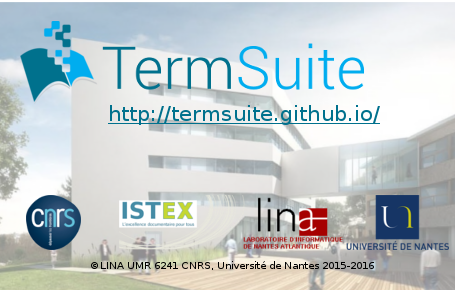 TermSuite
http://termsuite.github.io/
cnrs
ISTEX
L'excellence documentaire pour tous
lina
LABORATOIRE D'INFORMATIQUE
DE NANTES ATLANTIQUE
UNIVERSITÉ DE NANTES
©LINA UMR 6241 CNRS, Université de Nantes 2015-2016